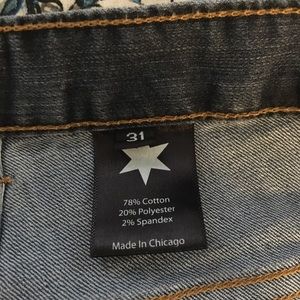 31
78% Cotton
20% Polyester
2% Spandex
Made In Chicago